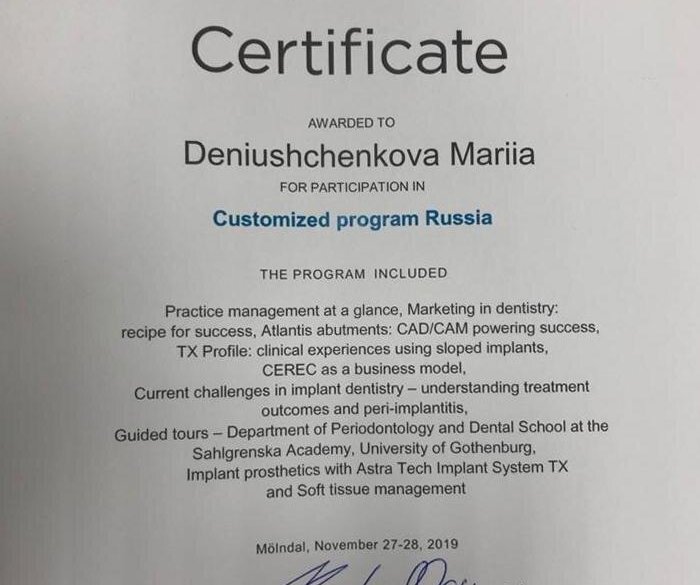 Certificate
AWARDED TO
Deniushchenkova Mariia
FOR PARTICIPATION IN
Customized program Russia
THE PROGRAM INCLUDED
Practice management at a glance, Marketing in dentistry:
recipe for success, Atlantis abutments: CAD/CAM powering success,
TX Profile: clinical experiences using sloped implants,
CEREC as a business model,
Current challenges in implant dentistry – understanding treatment
outcomes and peri-implantitis,
Guided tours – Department of Periodontology and Dental School at the
Sahlgrenska Academy, University of Gothenburg,
Implant prosthetics with Astra Tech Implant System TX
and Soft tissue management
Mölndal, November 27-28, 2019